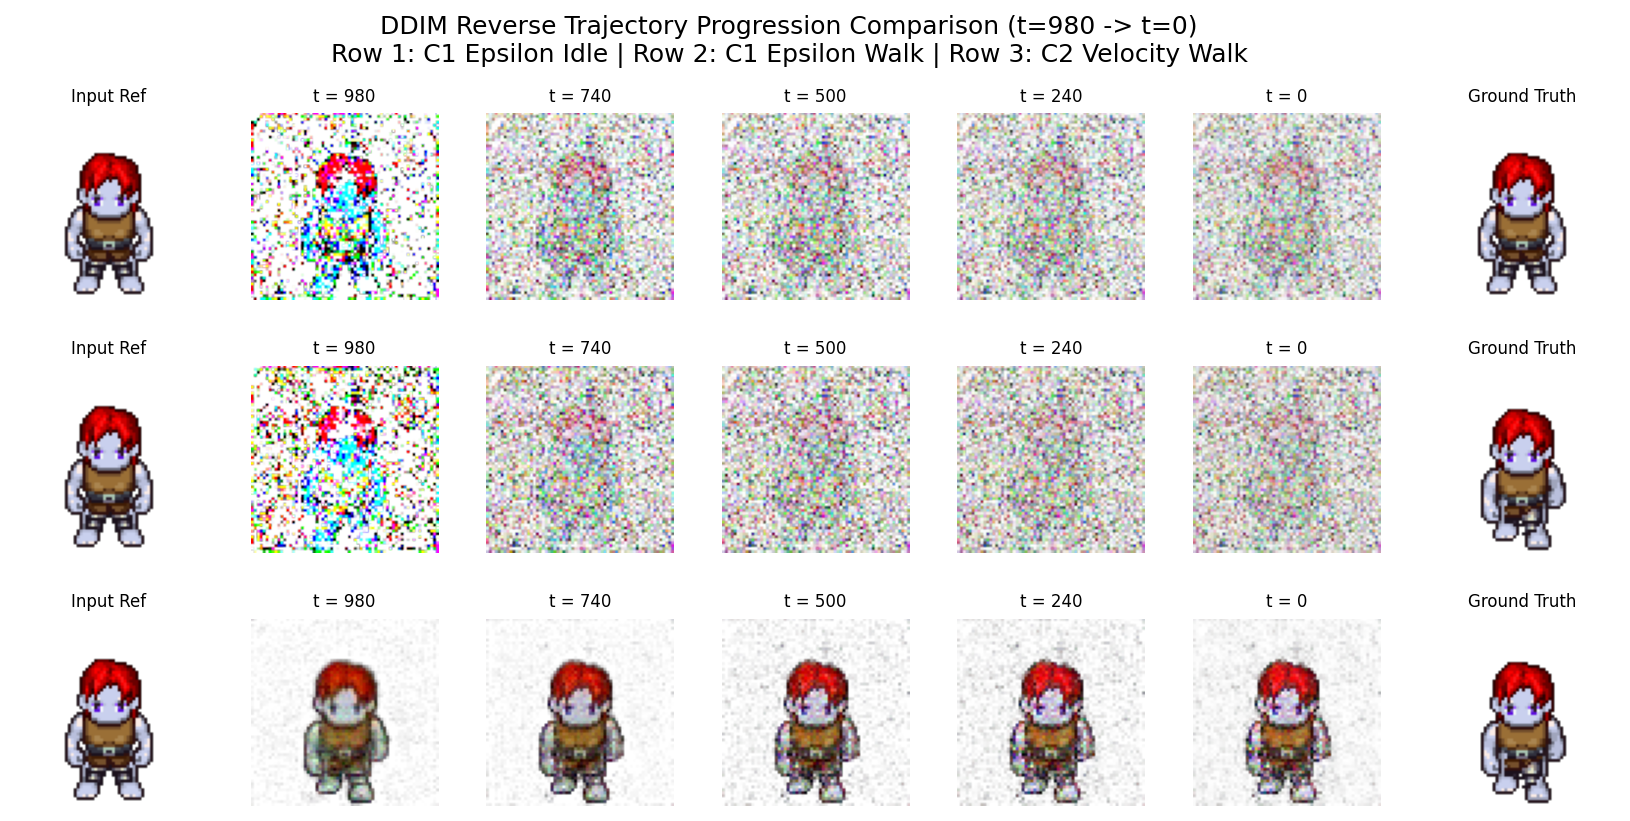 DDIM Reverse Trajectory Progression Comparison (t=980 -> t=0)
Row 1: C1 Epsilon Idle | Row 2: C1 Epsilon Walk | Row 3: C2 Velocity Walk
Input Ref
t = 980
t = 740
t = 500
t = 240
t = 0
Ground Truth
Input Ref
t = 980
t = 740
t = 500
t = 240
t = 0
Ground Truth
Input Ref
t = 980
t = 740
t = 500
t = 240
t = 0
Ground Truth